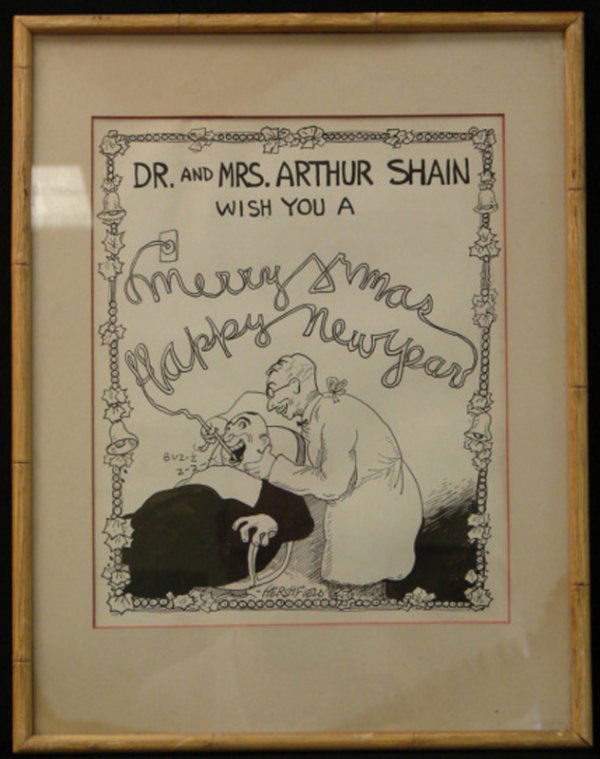 DR. AND MRS. ARTHUR SHAIN
WISH YOU A
Merry Xmas
Happy New Year
BUZ-Z
Z-Z
-HERSHFIELD